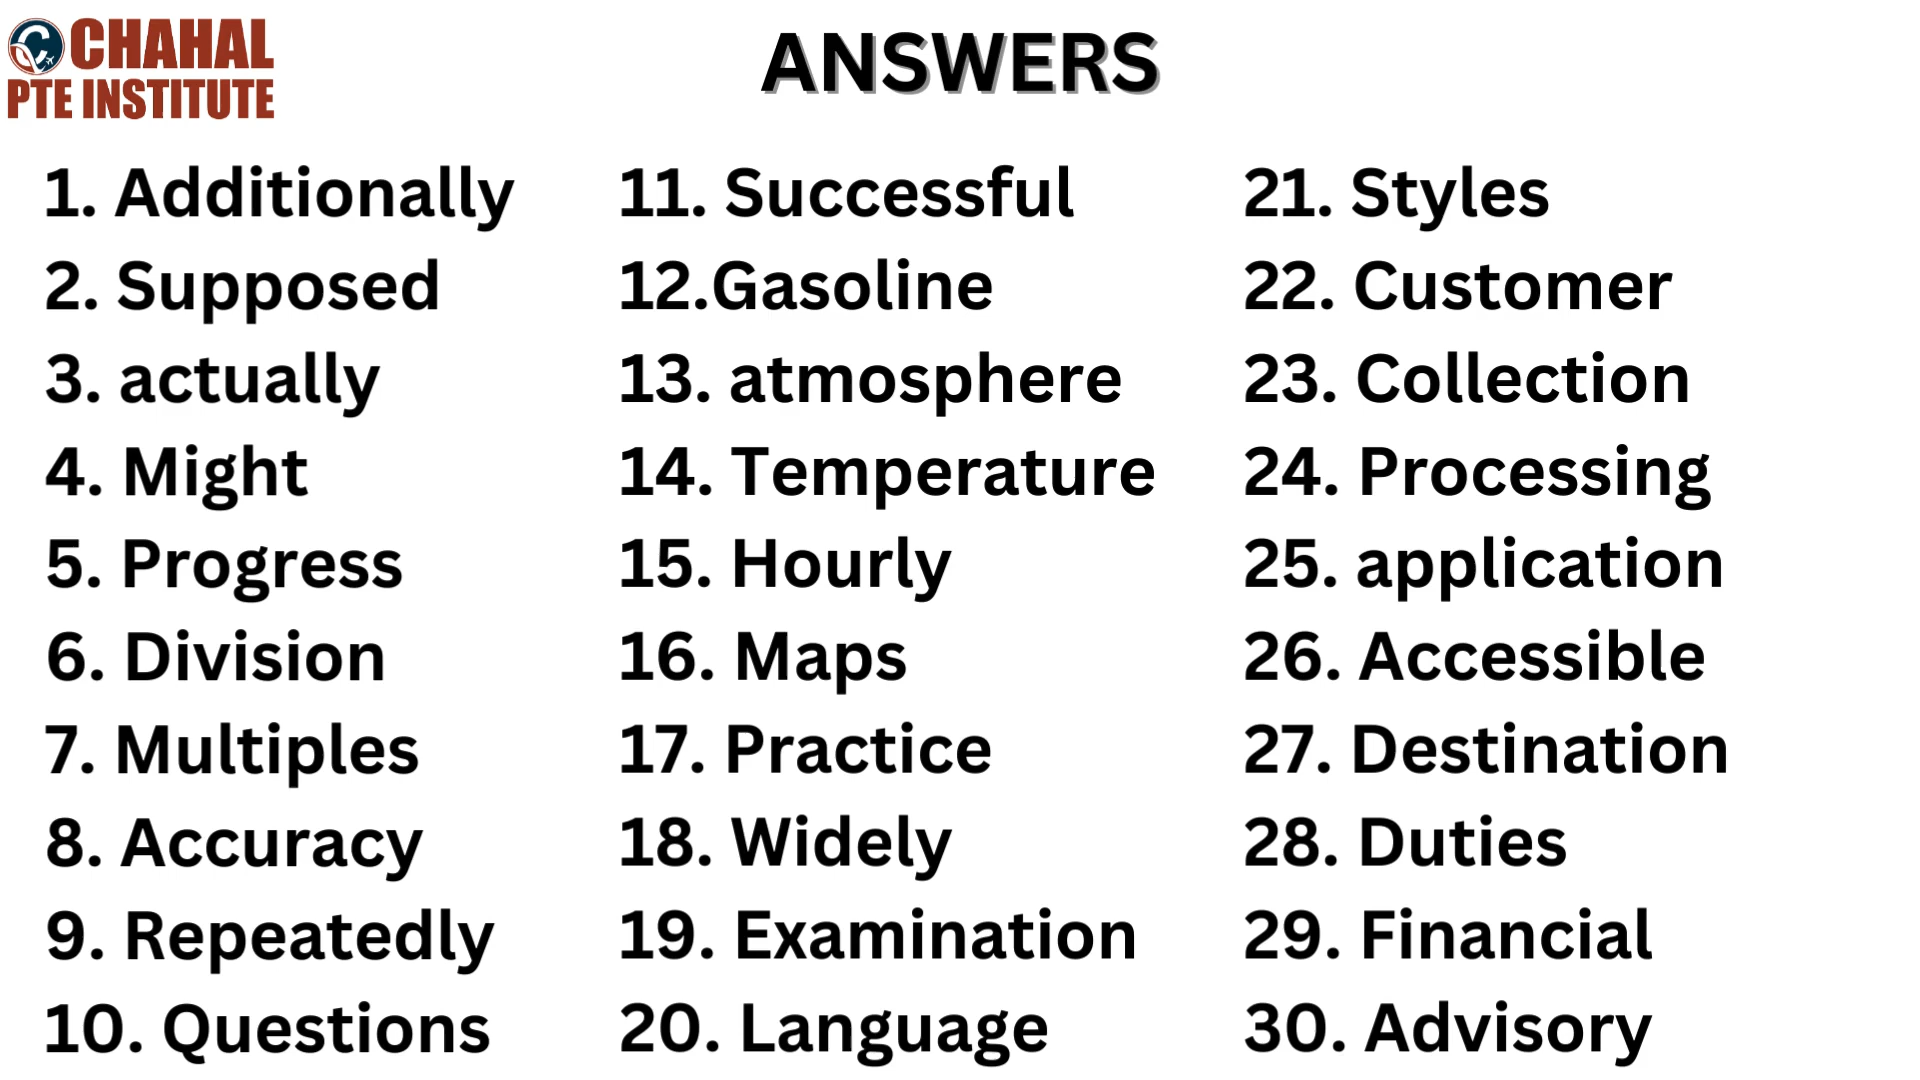 CHAHAL
PTE INSTITUTE
ANSWERS
1. Additionally
2. Supposed
3. actually
4. Might
5. Progress
6. Division
7. Multiples
8. Accuracy
9. Repeatedly
10. Questions
11. Successful
12.Gasoline
13. atmosphere
14. Temperature
15. Hourly
16. Maps
17. Practice
18. Widely
19. Examination
20. Language
21. Styles
22. Customer
23. Collection
24. Processing
25. application
26. Accessible
27. Destination
28. Duties
29. Financial
30. Advisory